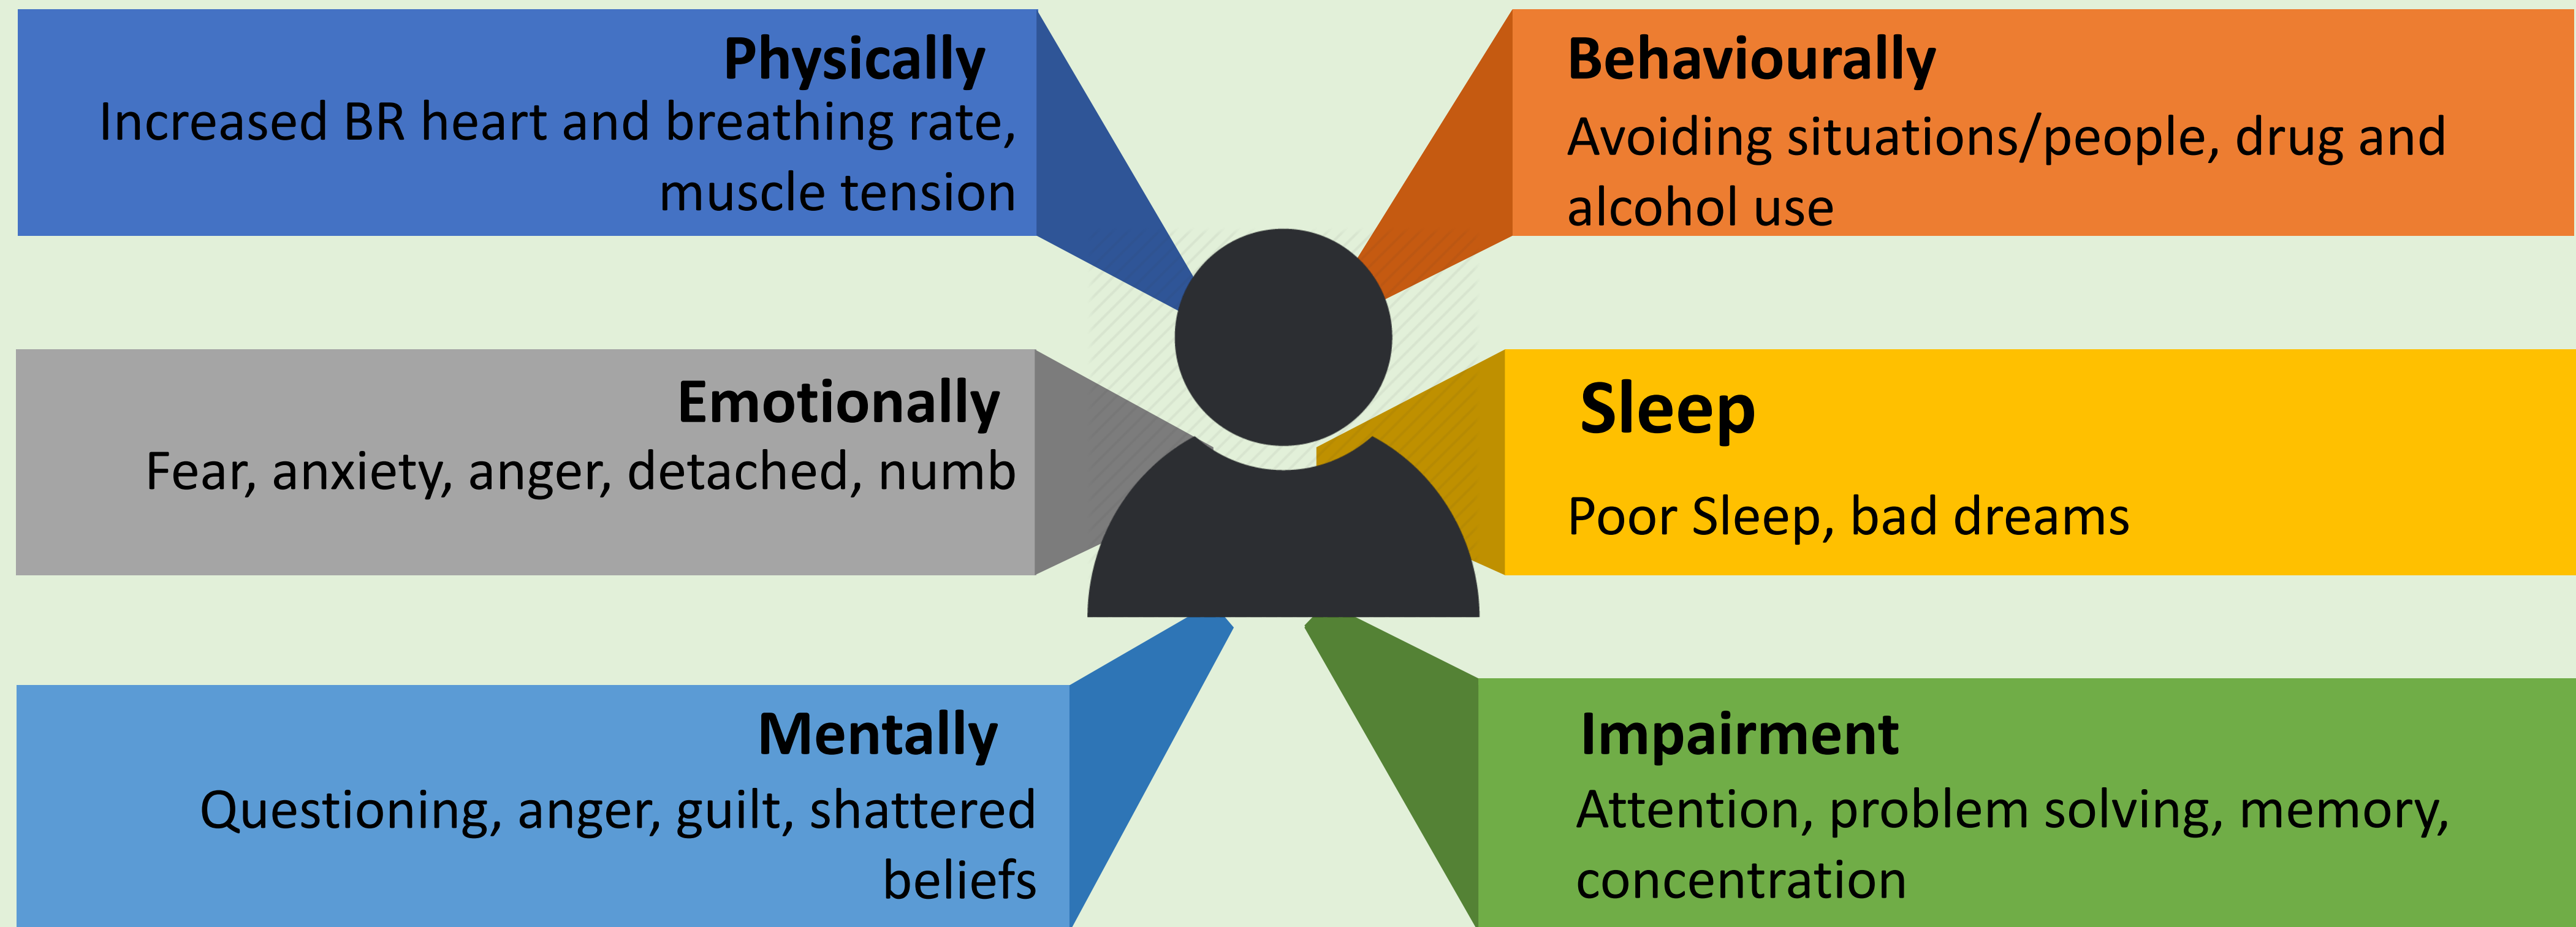 Physically
Increased BR heart and breathing rate,
muscle tension
Behaviourally
Avoiding situations/people, drug and
alcohol use
Emotionally
Fear, anxiety, anger, detached, numb
Sleep
Poor Sleep, bad dreams
Mentally
Questioning, anger, guilt, shattered
beliefs
Impairment
Attention, problem solving, memory,
concentration